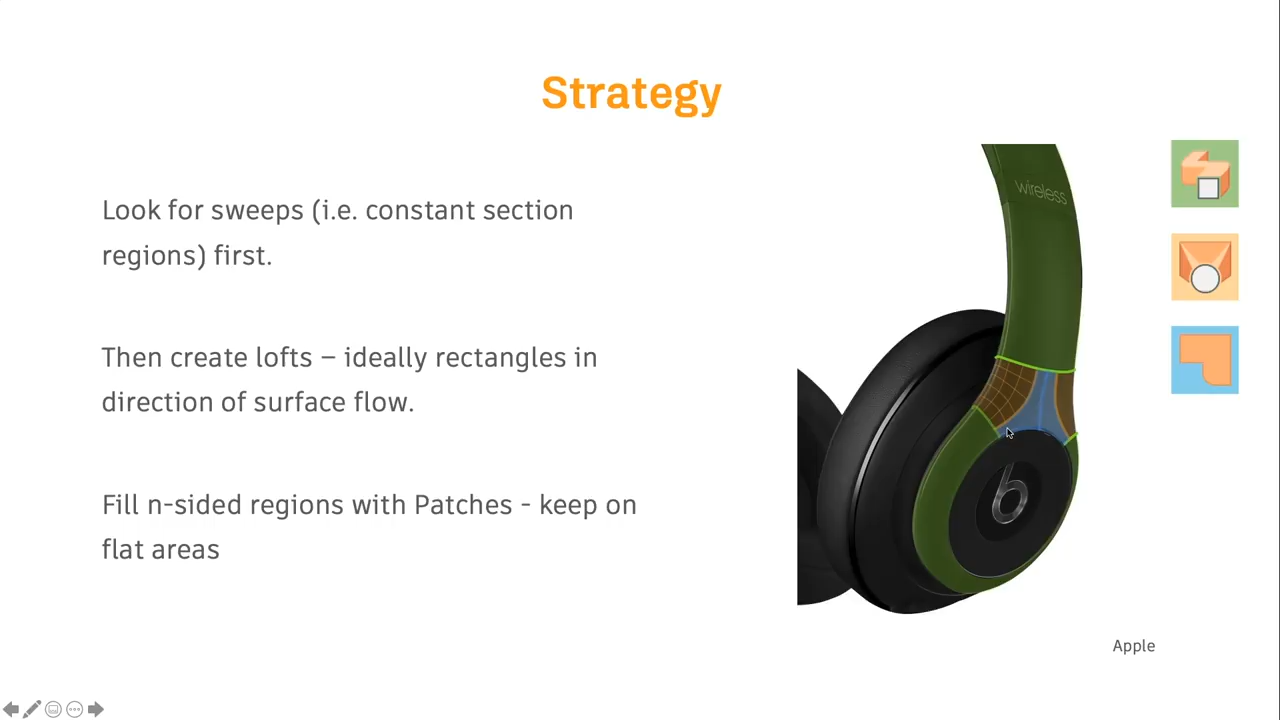 Strategy
Look for sweeps (i.e. constant section
regions) first.
Then create lofts – ideally rectangles in
direction of surface flow.
Fill n-sided regions with Patches - keep on
flat areas
wireless
b
Apple